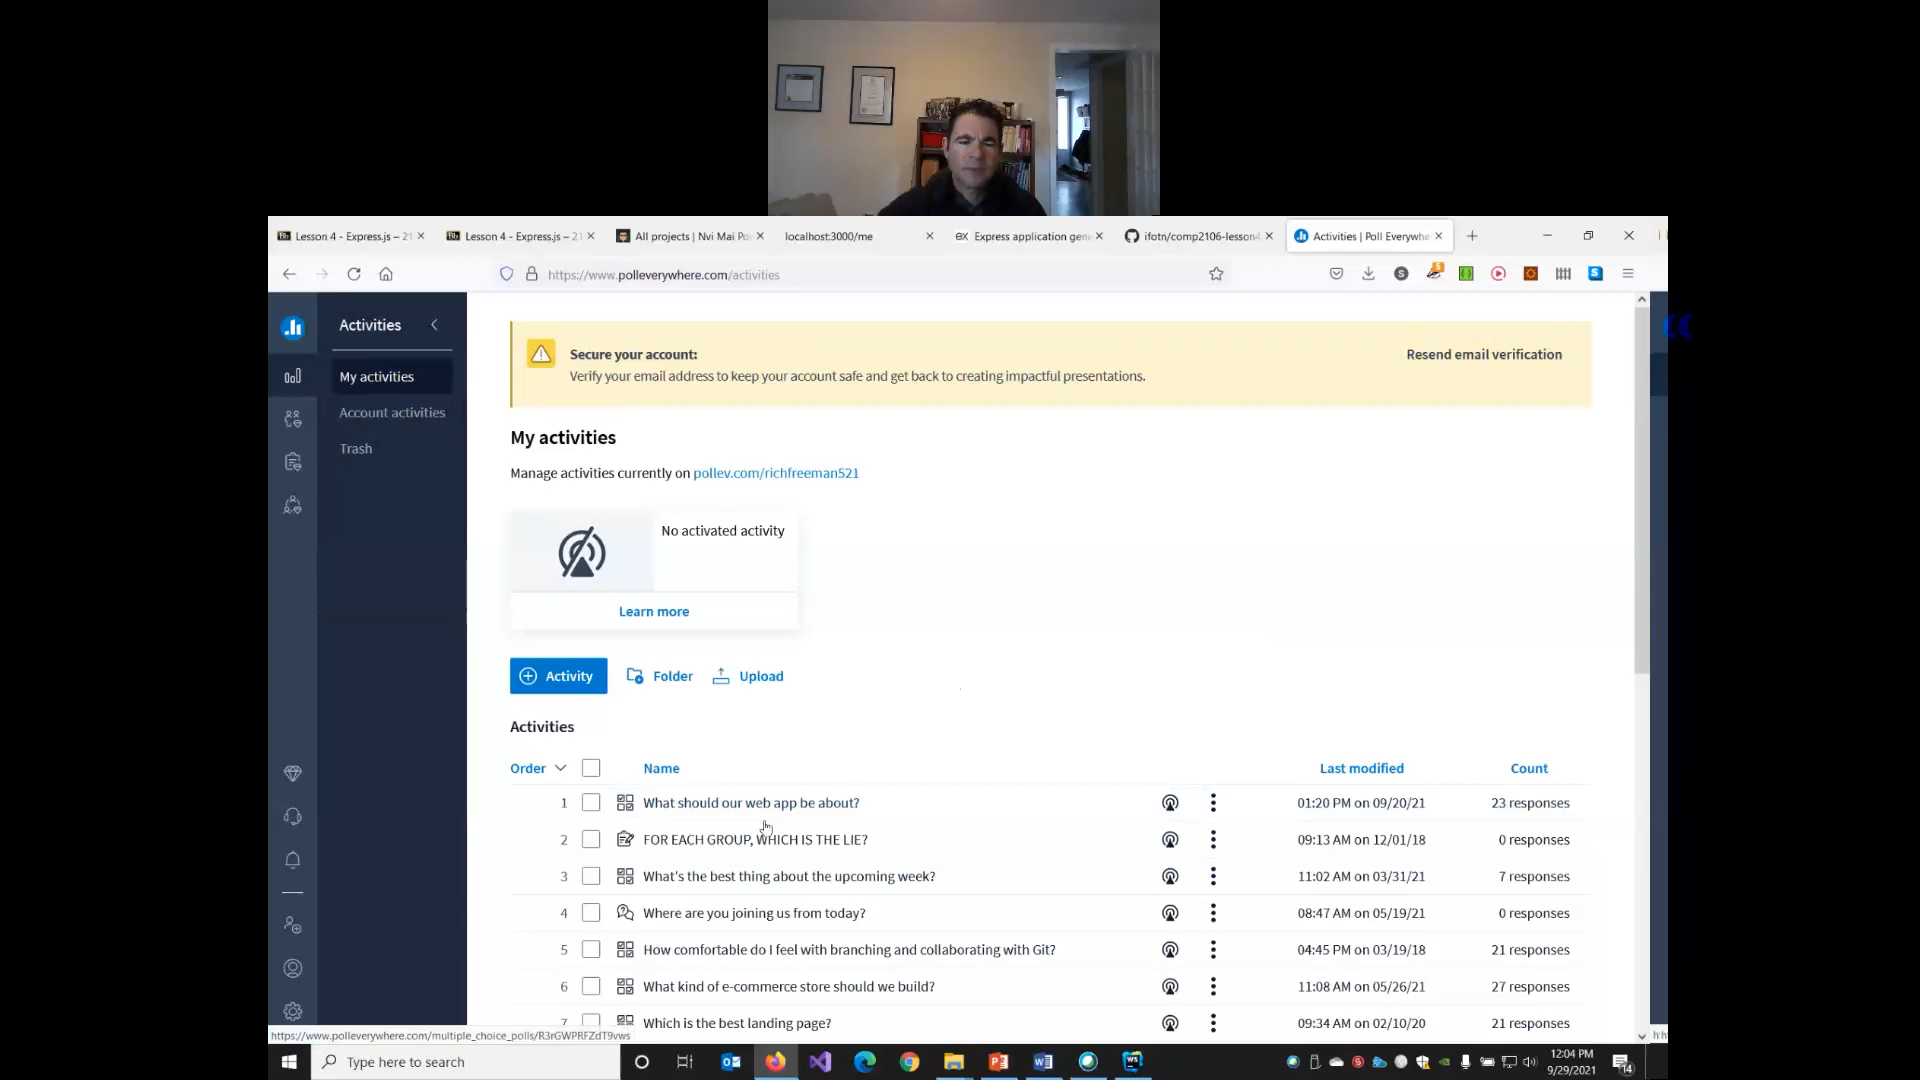 Lesson 4 - Express.js – 21
Lesson 4 - Express.js – 21
All projects | Nvi Mai Po
localhost:3000/me
ex Express application gen
ifotn/comp2106-lesson4
Activities | Poll Everywhe
https://www.polleverywhere.com/activities
Activities
My activities
Account activities
Trash
Secure your account:
Resend email verification
Verify your email address to keep your account safe and get back to creating impactful presentations.
My activities
Manage activities currently on pollev.com/richfreeman521
No activated activity
Learn more
Activity
Folder
Upload
Activities
Order Name Last modified Count
1 What should our web app be about? 01:20 PM on 09/20/21 23 responses
2 FOR EACH GROUP, WHICH IS THE LIE? 09:13 AM on 12/01/18 0 responses
3 What's the best thing about the upcoming week? 11:02 AM on 03/31/21 7 responses
4 Where are you joining us from today? 08:47 AM on 05/19/21 0 responses
5 How comfortable do I feel with branching and collaborating with Git? 04:45 PM on 03/19/18 21 responses
6 What kind of e-commerce store should we build? 11:08 AM on 05/26/21 27 responses
7 Which is the best landing page? 09:34 AM on 02/10/20 21 responses
https://www.polleverywhere.com/multiple_choice_polls/R3rGWPRFZdT9vws
Type here to search
12:04 PM
9/29/2021
14